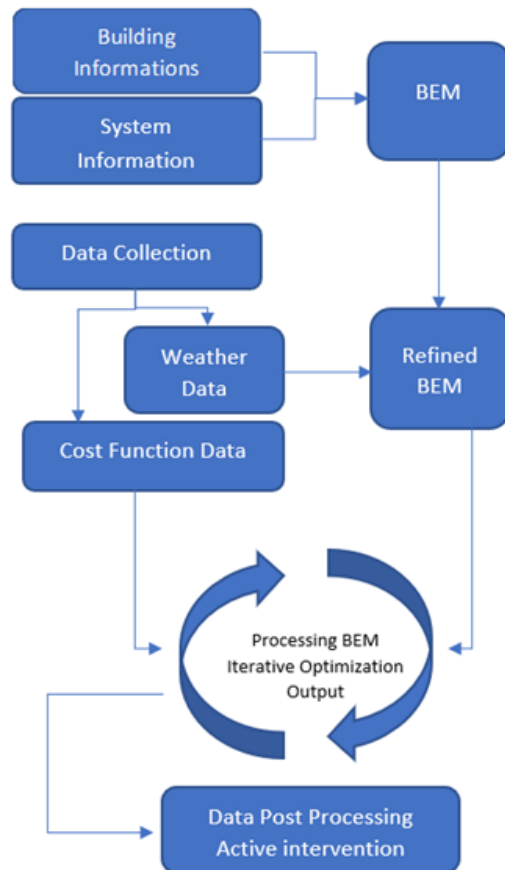 Building
Informations
BEM
System
Information
Data Collection
Weather
Data
Refined
BEM
Cost Function Data
Processing BEM
Iterative Optimization
Output
Data Post Processing
Active intervention